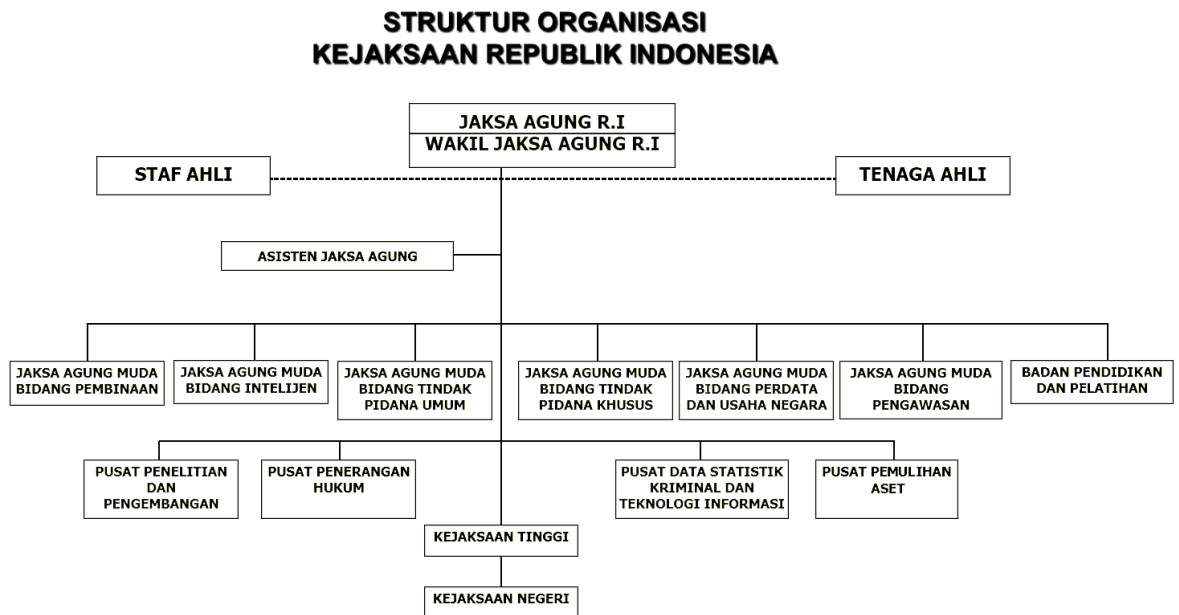 STRUKTUR ORGANISASI
KEJAKSAAN REPUBLIK INDONESIA
JAKSA AGUNG R.I
WAKIL JAKSA AGUNG R.I
STAF AHLI
TENAGA AHLI
ASISTEN JAKSA AGUNG
JAKSA AGUNG MUDA
BIDANG PEMBINAAN
JAKSA AGUNG MUDA
BIDANG INTELIJEN
JAKSA AGUNG MUDA
BIDANG TINDAK
PIDANA UMUM
JAKSA AGUNG MUDA
BIDANG TINDAK
PIDANA KHUSUS
JAKSA AGUNG MUDA
BIDANG PERDATA
DAN USAHA NEGARA
JAKSA AGUNG MUDA
BIDANG
PENGAWASAN
BADAN PENDIDIKAN
DAN PELATIHAN
PUSAT PENELITIAN
DAN
PENGEMBANGAN
PUSAT PENERANGAN
HUKUM
PUSAT DATA STATISTIK
KRIMINAL DAN
TEKNOLOGI INFORMASI
PUSAT PEMULIHAN
ASET
KEJAKSAAN TINGGI
KEJAKSAAN NEGERI